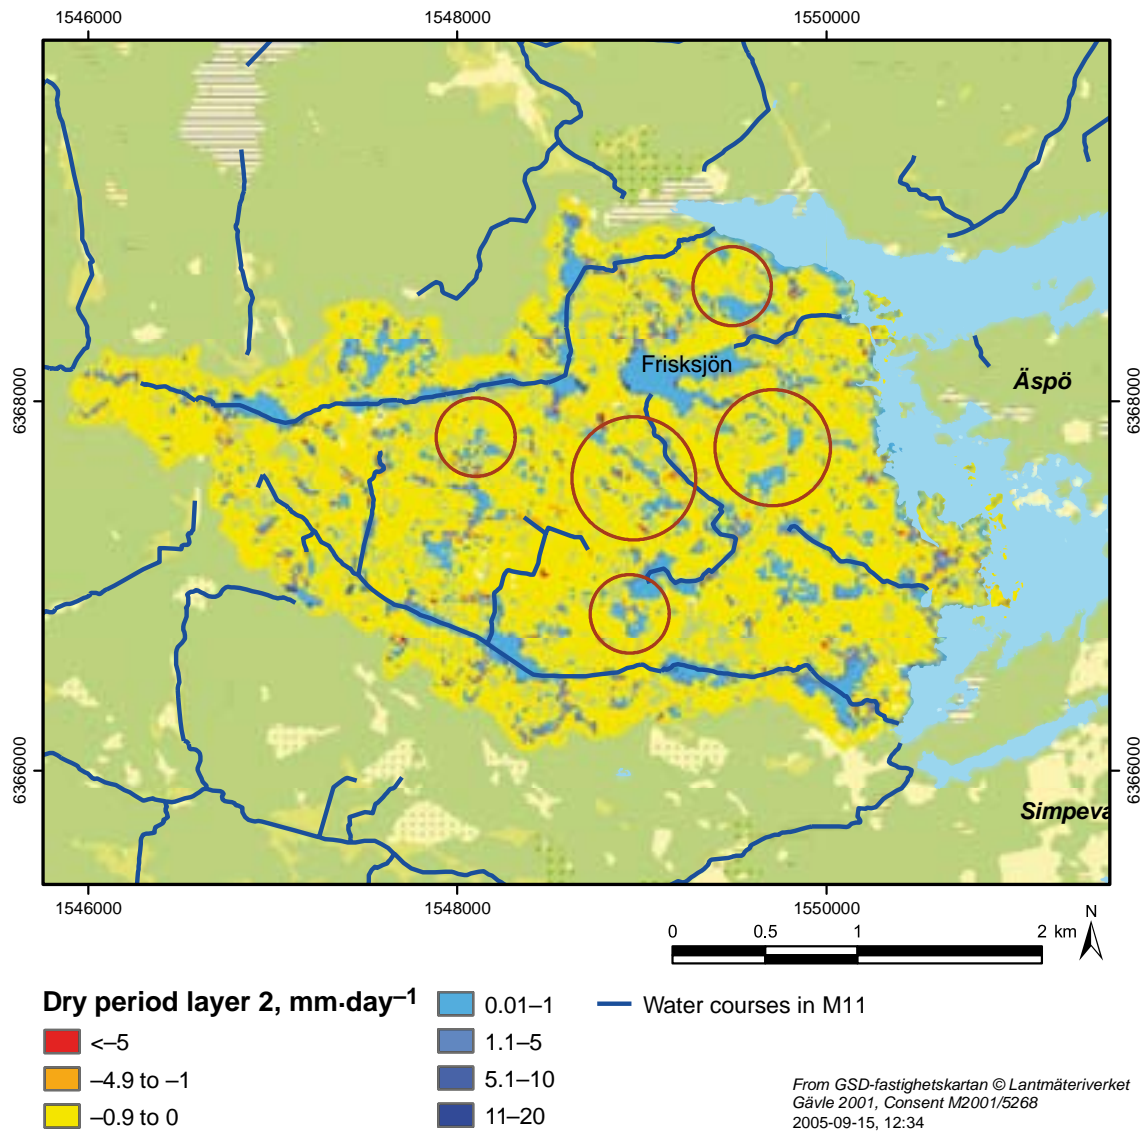 1546000
1548000
1550000
6368000
6368000
Frisksjön
Äspö
6366000
6366000
Simpeva
1546000
1548000
1550000
N
0
0.5
1
2 km
Dry period layer 2, mm·day–1
<–5
–4.9 to –1
–0.9 to 0
0.01–1
1.1–5
5.1–10
11–20
Water courses in M11
From GSD-fastighetskartan © Lantmäteriverket
Gävle 2001, Consent M2001/5268
2005-09-15, 12:34